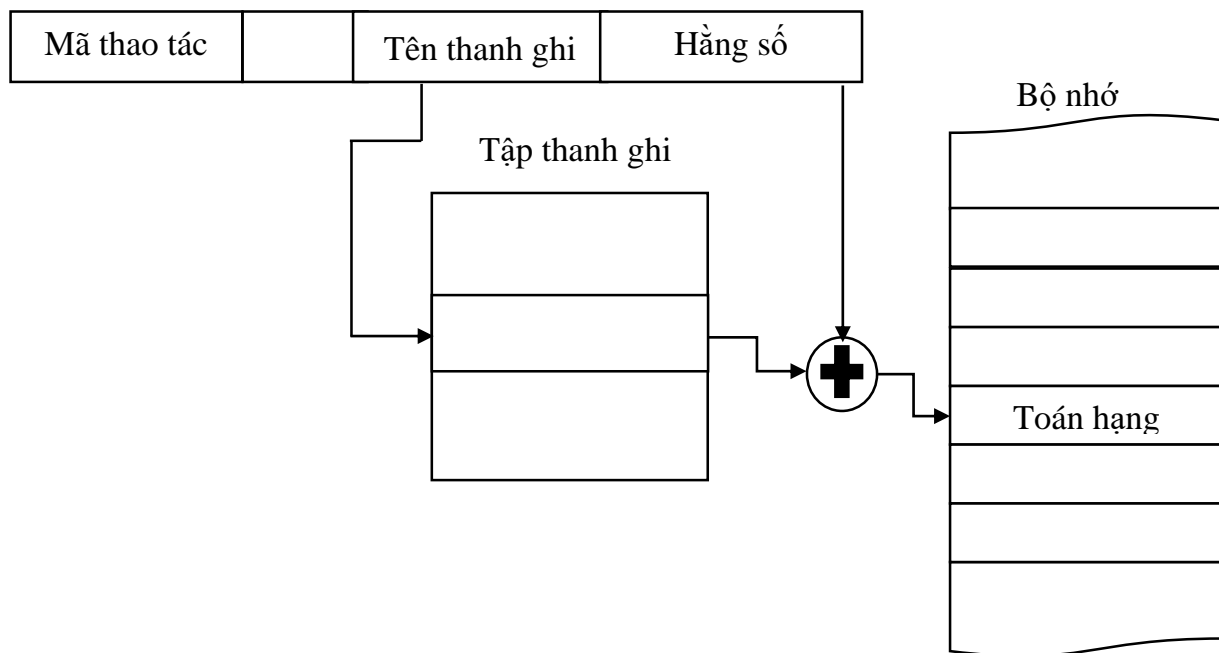 Mã thao tác
Tên thanh ghi
Hằng số
Bộ nhớ
Tập thanh ghi
Toán hạng